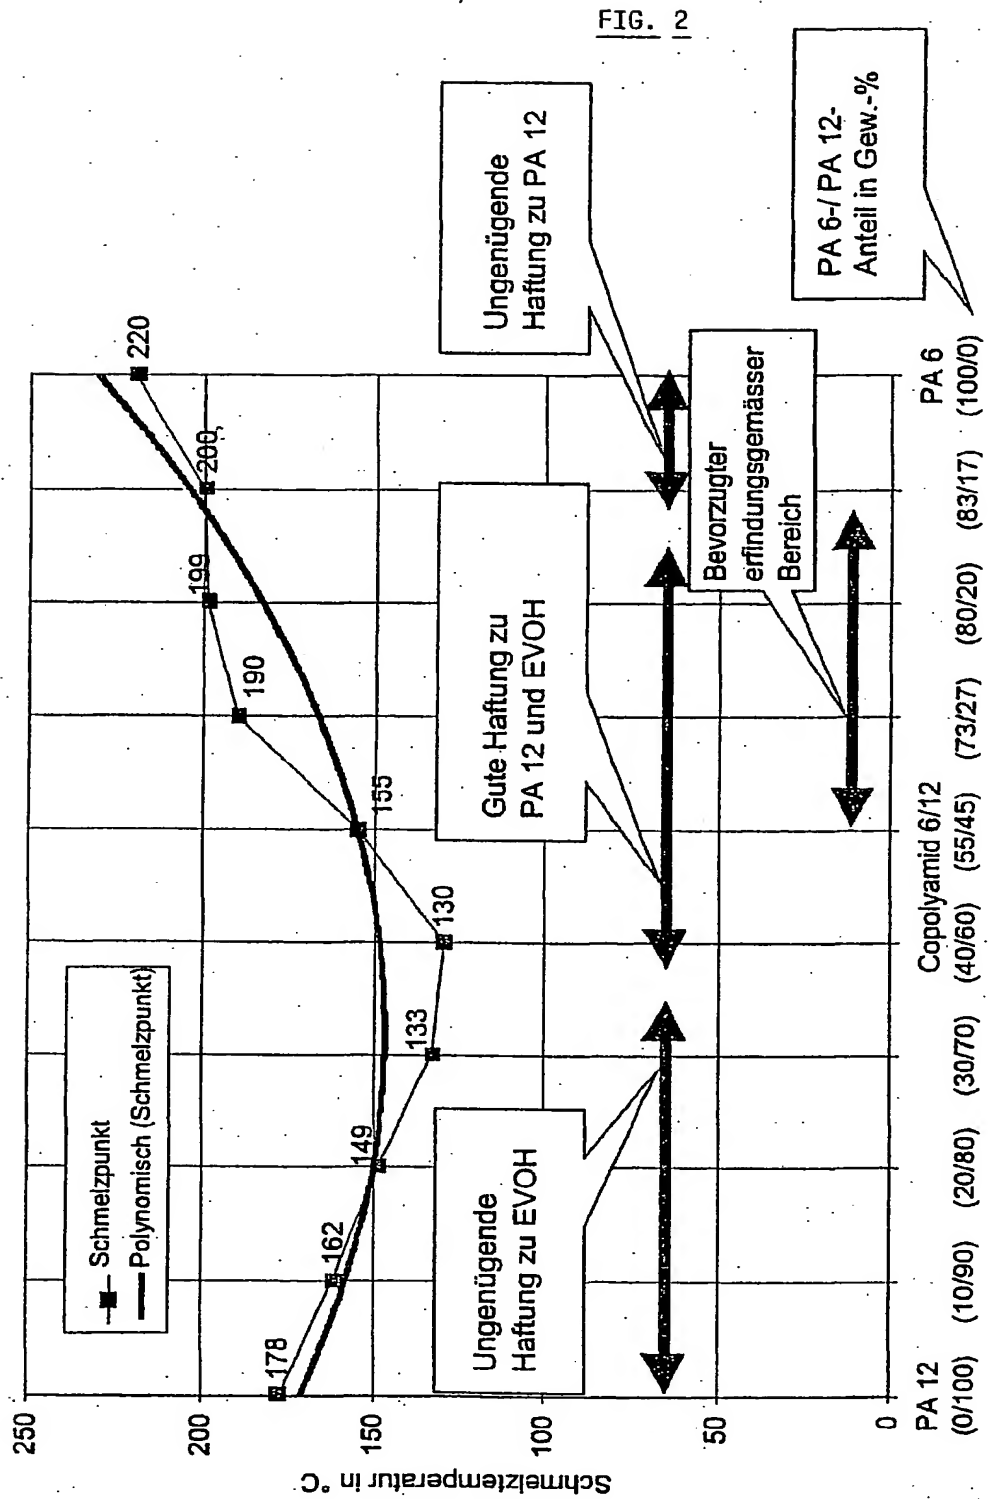 FIG. 2
Schmelztemperatur in °C
250
200
150
100
50
0
Schmelzpunkt
Polynomisch (Schmelzpunkt)
178
162
149
133
130
155
190
199
200
220
Ungenügende
Haftung zu EVOH
Gute Haftung zu
PA 12 und EVOH
Ungenügende
Haftung zu PA 12
Bevorzugter
erfindungsgemässer
Bereich
PA 6-/ PA 12-
Anteil in Gew.-%
PA 12
Copolyamid 6/12
PA 6
(0/100) (10/90) (20/80) (30/70) (40/60) (55/45) (73/27) (80/20) (83/17) (100/0)